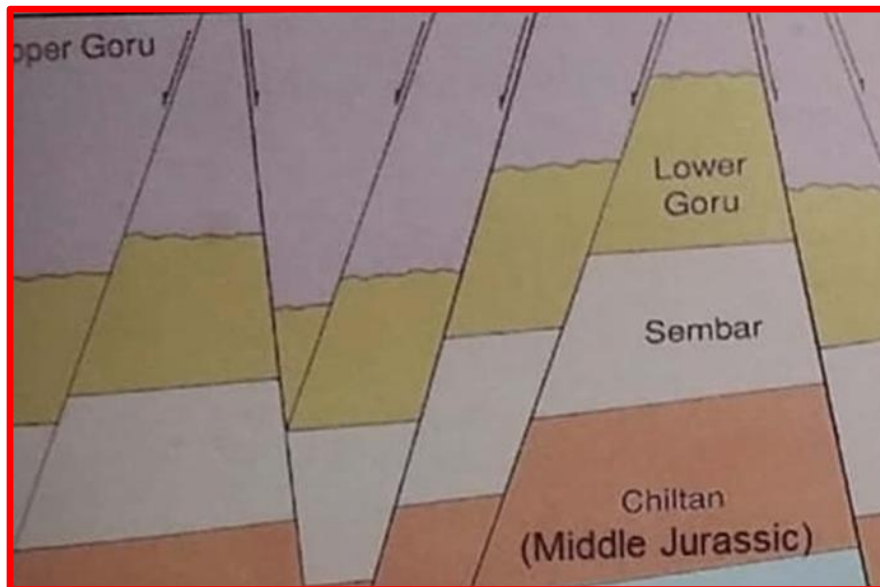 pper Goru
Lower
Goru
Sembar
Chiltan
(Middle Jurassic)